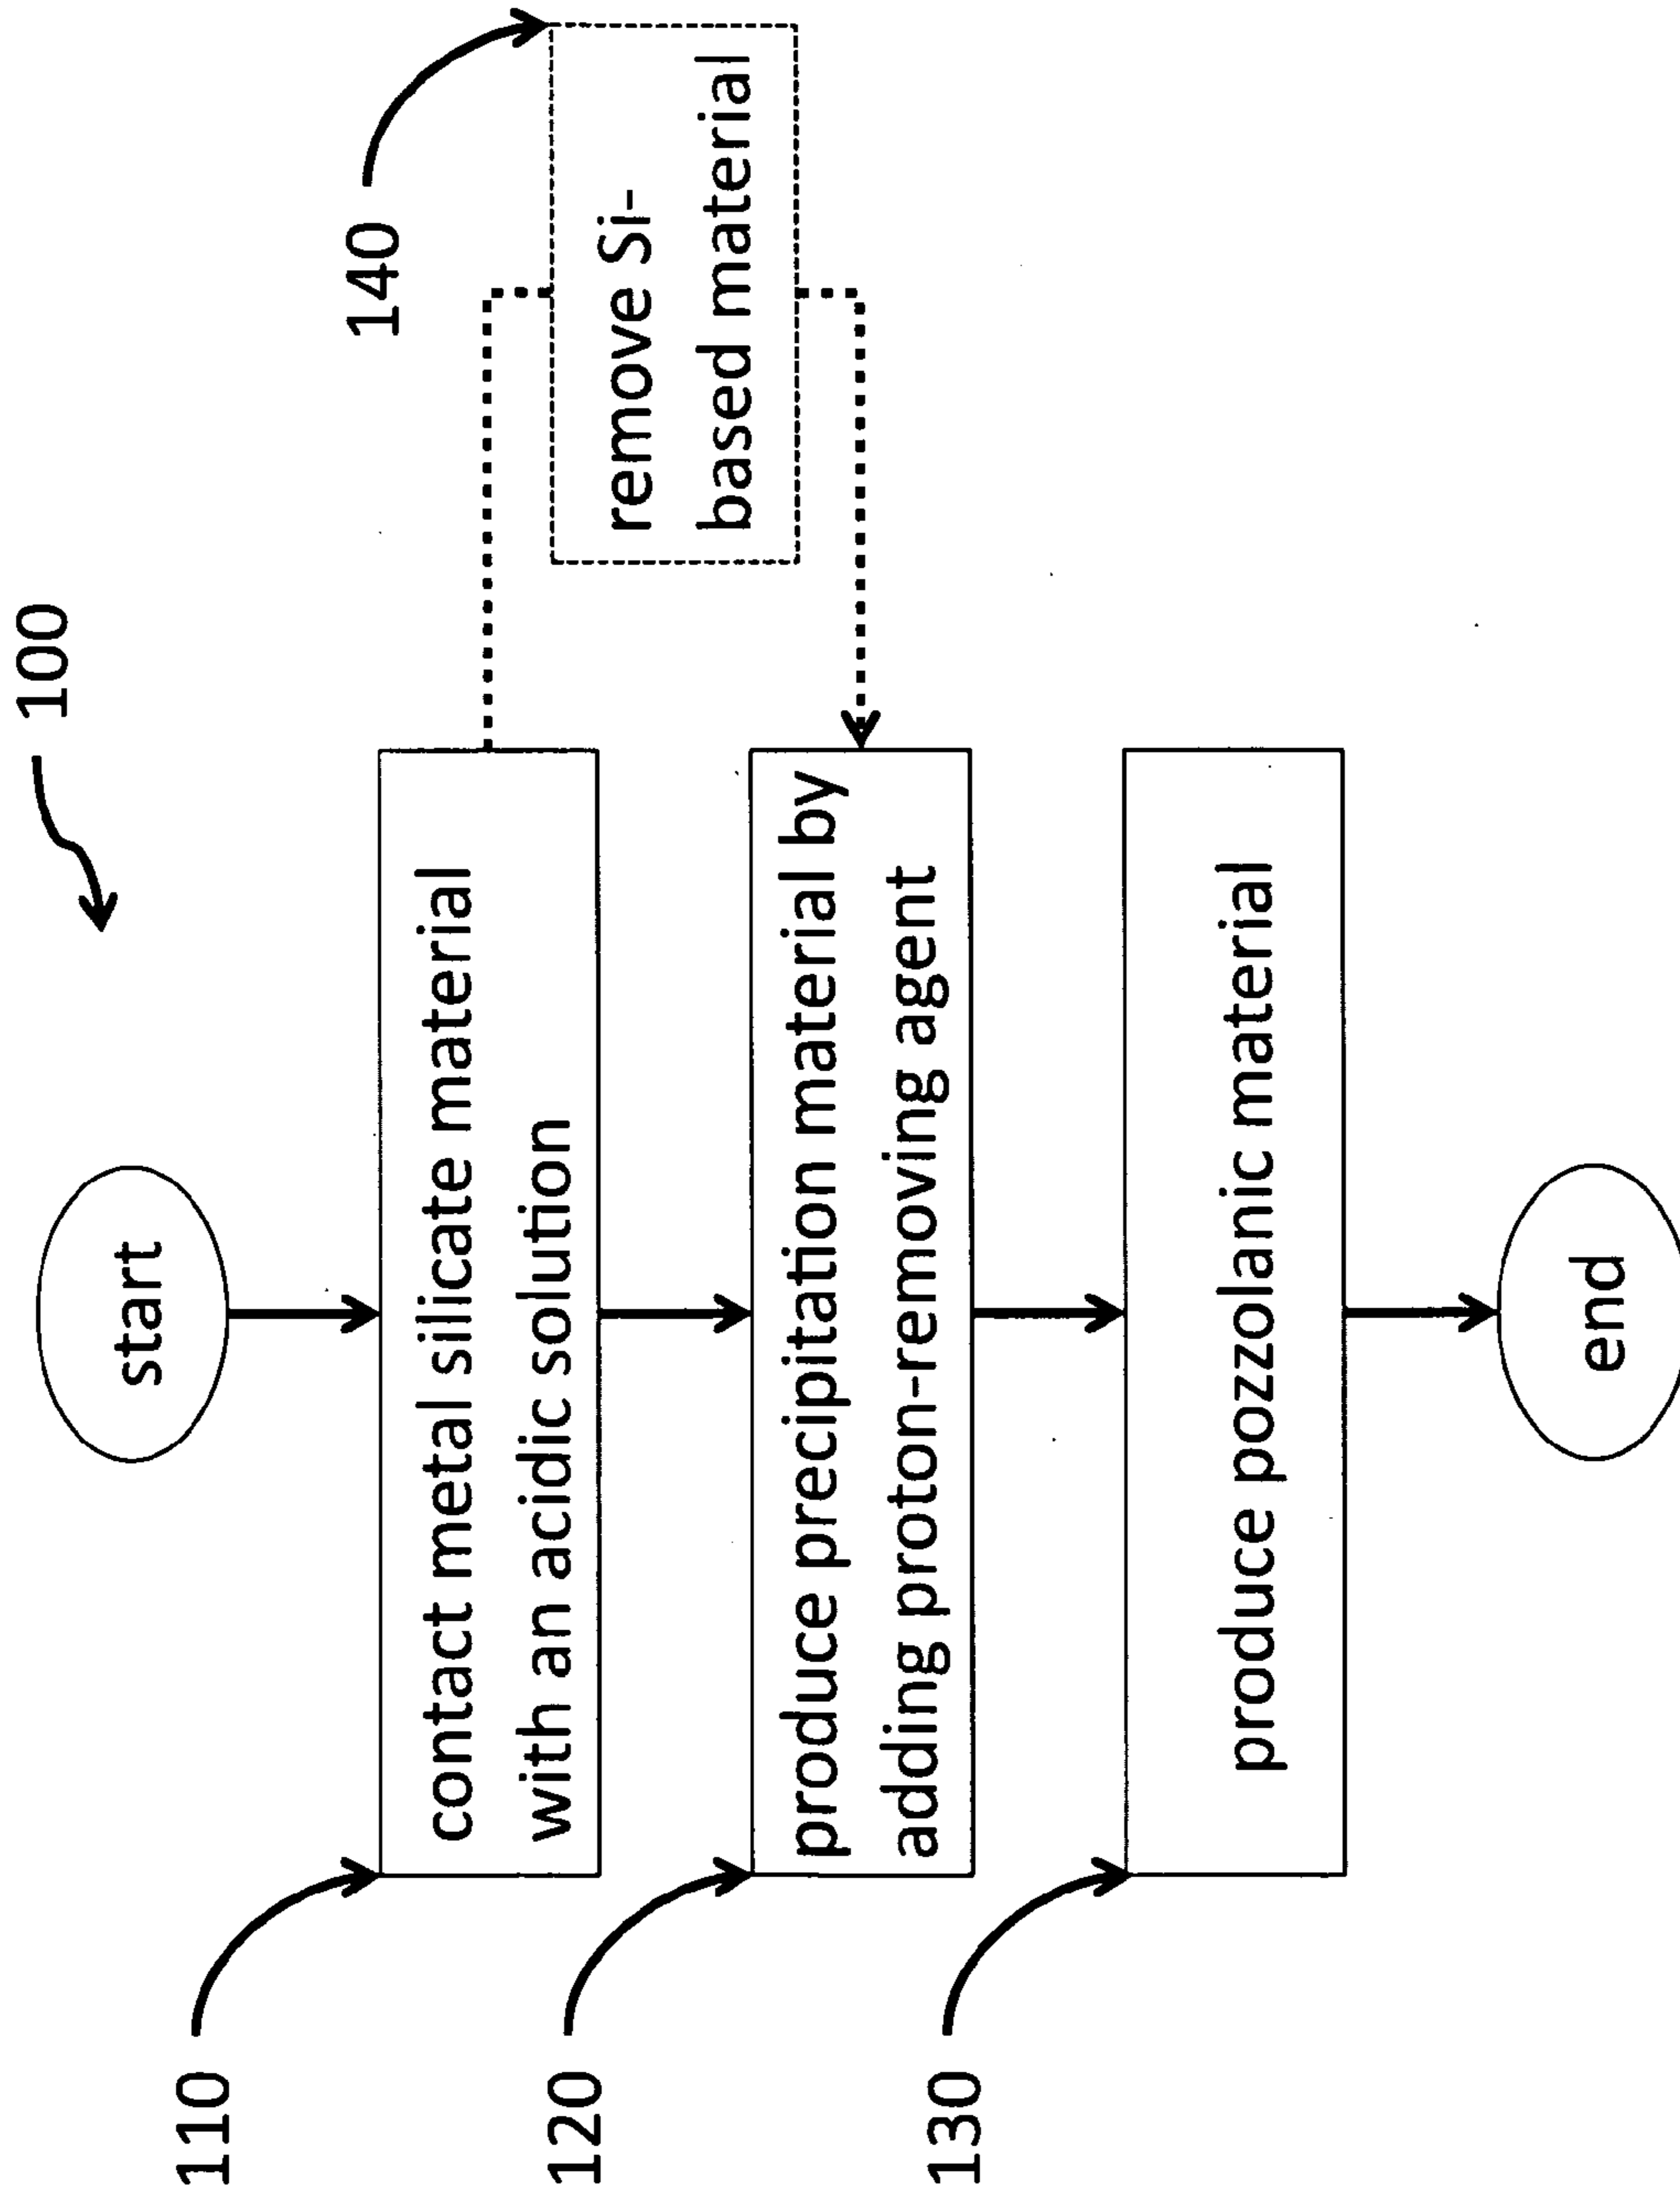 100
start
110
contact metal silicate material
with an acidic solution
140
remove Si-
based material
120
produce precipitation material by
adding proton-removing agent
130
produce pozzolanic material
end